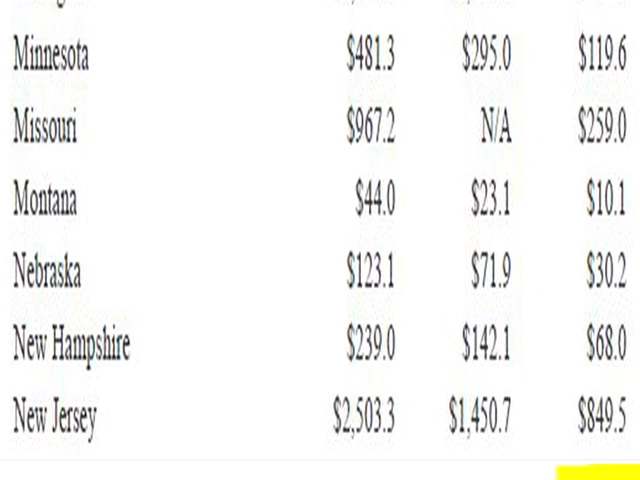 Minnesota $481.3 $295.0 $119.6
Missouri $967.2 N/A $259.0
Montana $44.0 $23.1 $10.1
Nebraska $123.1 $71.9 $30.2
New Hampshire $239.0 $142.1 $68.0
New Jersey $2,503.3 $1,450.7 $849.5